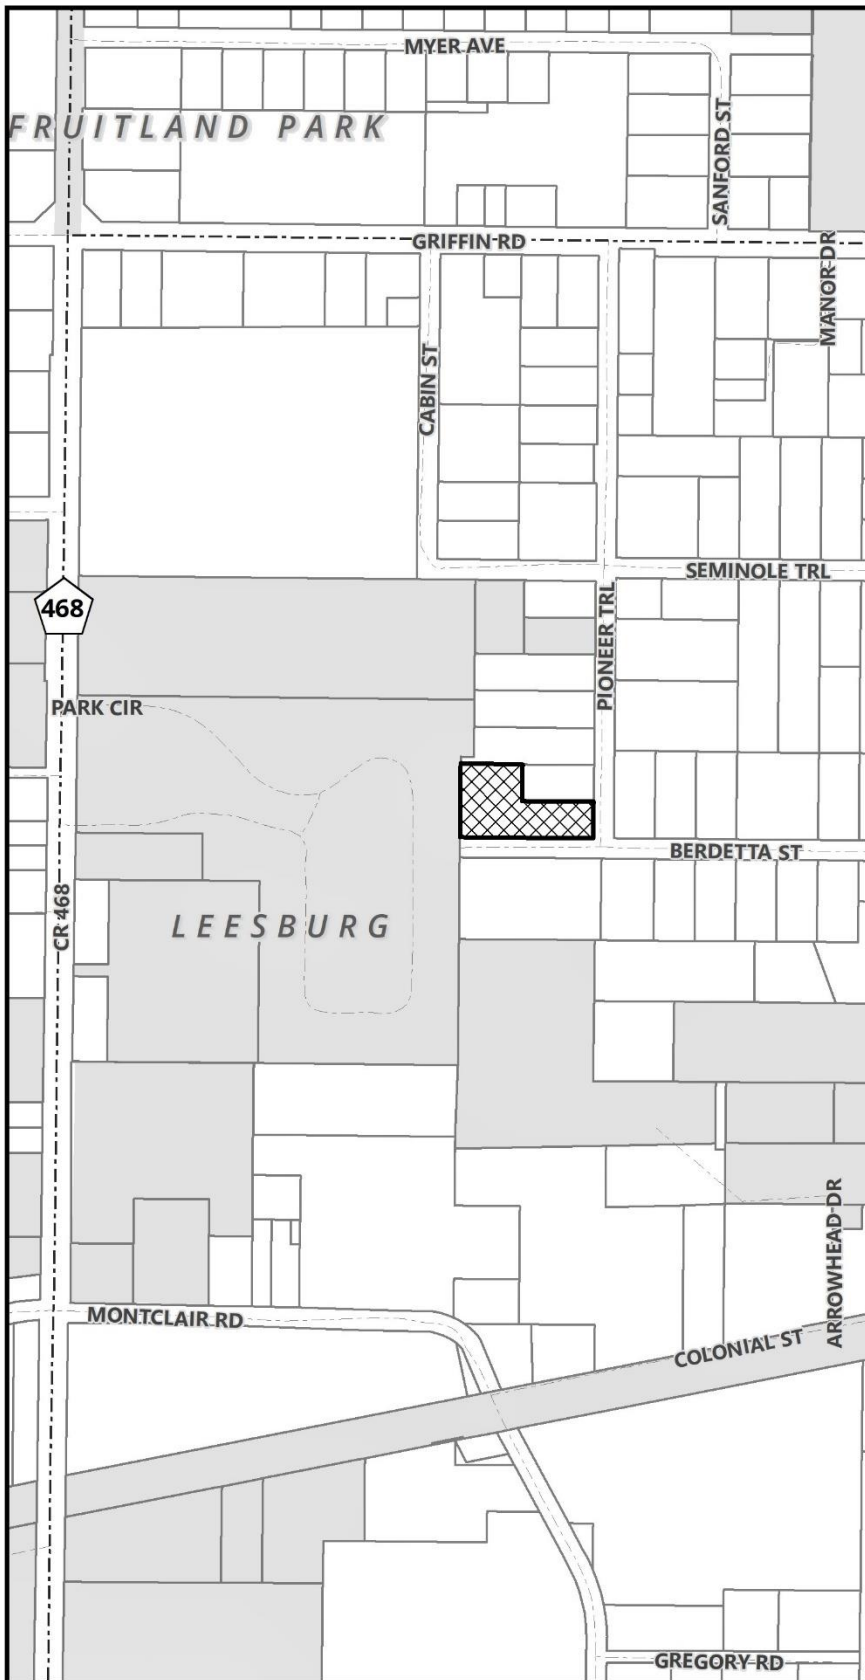 MYER AVE
FRUITLAND PARK
SANFORD ST
GRIFFIN RD
MANOR DR
CABIN ST
SEMINOLE TRL
468
PIONEER TRL
PARK CIR
BERDETTA ST
CR 468
LEESBURG
ARROWHEAD DR
MONTCLAIR RD
COLONIAL ST
GREGORY RD